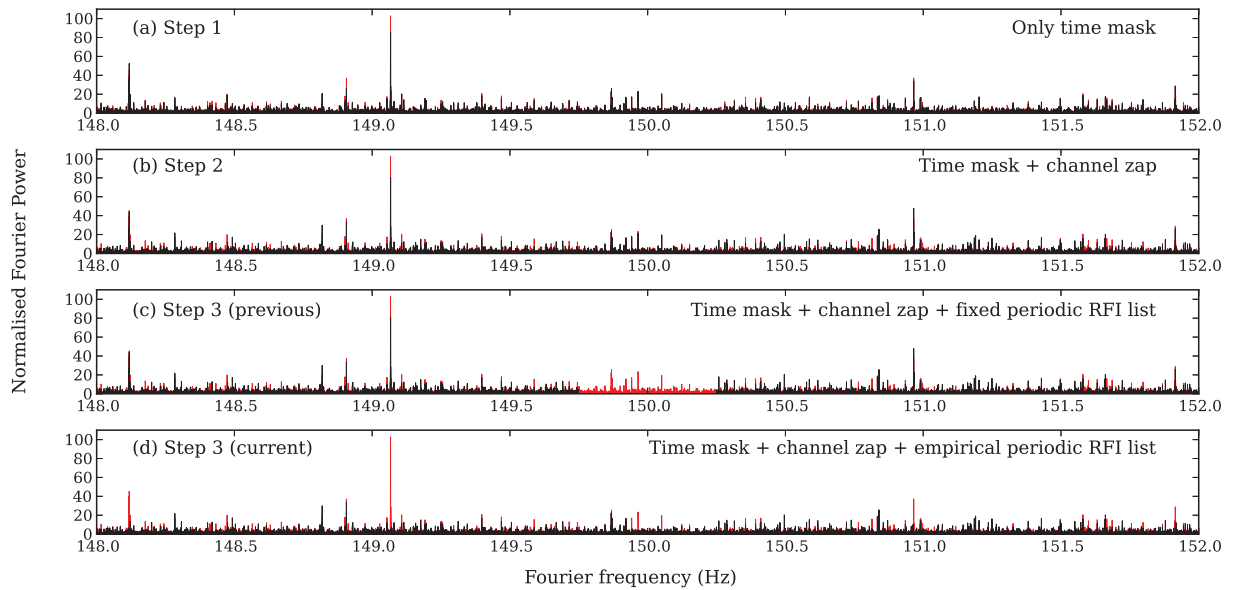 (a) Step 1
Only time mask
100
80
60
40
20
0
148.0 148.5 149.0 149.5 150.0 150.5 151.0 151.5 152.0
(b) Step 2
Time mask + channel zap
100
80
60
40
20
0
148.0 148.5 149.0 149.5 150.0 150.5 151.0 151.5 152.0
(c) Step 3 (previous)
Time mask + channel zap + fixed periodic RFI list
100
80
60
40
20
0
148.0 148.5 149.0 149.5 150.0 150.5 151.0 151.5 152.0
(d) Step 3 (current)
Time mask + channel zap + empirical periodic RFI list
100
80
60
40
20
0
148.0 148.5 149.0 149.5 150.0 150.5 151.0 151.5 152.0
Normalised Fourier Power
Fourier frequency (Hz)